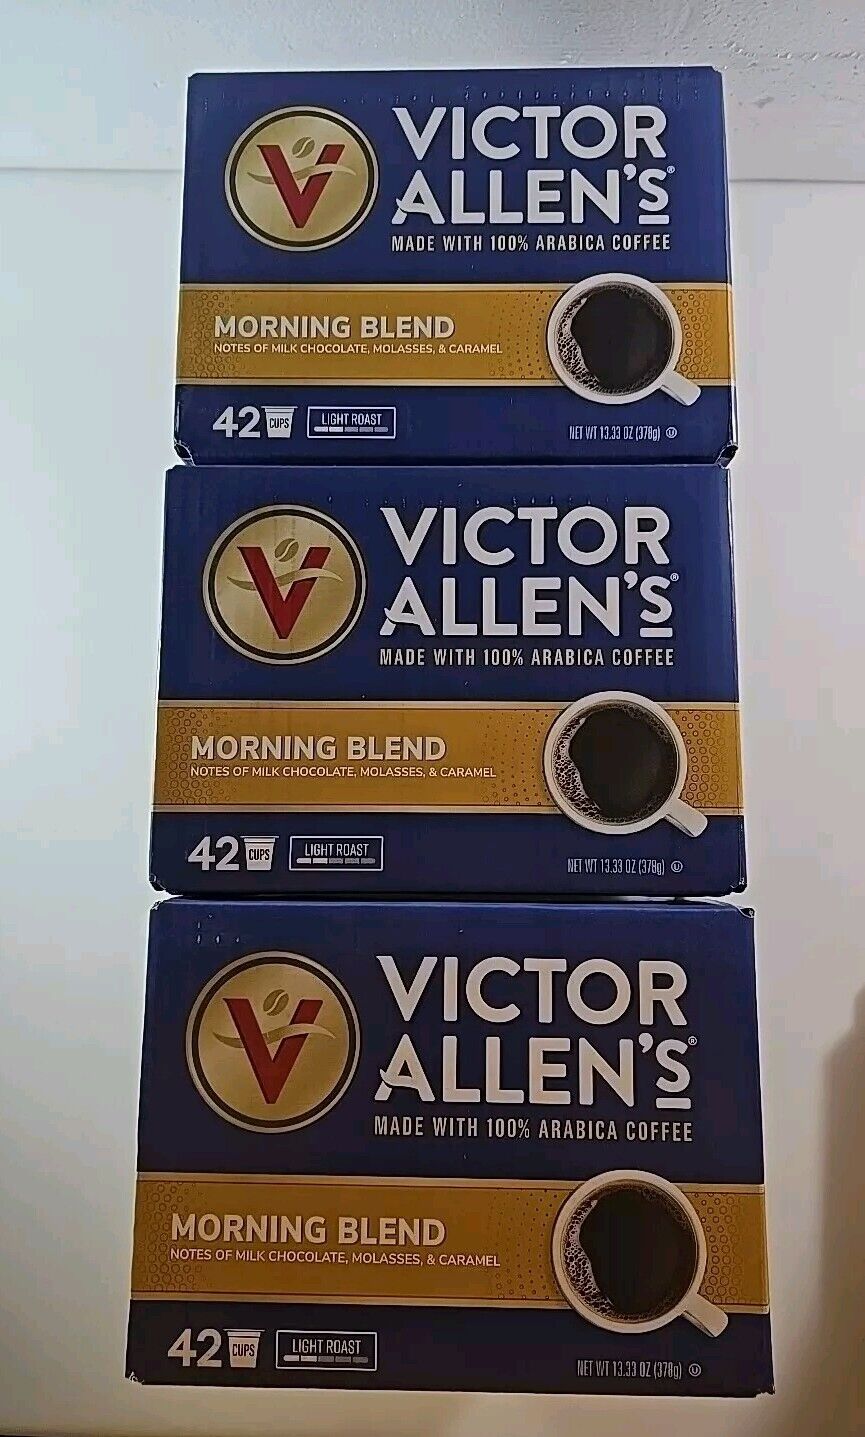 VICTOR
ALLEN'S®
MADE WITH 100% ARABICA COFFEE
MORNING BLEND
NOTES OF MILK CHOCOLATE, MOLASSES, & CARAMEL
42 CUPS LIGHT ROAST
NET WT 13.33 OZ (378g) U
VICTOR
ALLEN'S®
MADE WITH 100% ARABICA COFFEE
MORNING BLEND
NOTES OF MILK CHOCOLATE, MOLASSES, & CARAMEL
42 CUPS LIGHT ROAST
NET WT 13.33 OZ (378g) U
VICTOR
ALLEN'S®
MADE WITH 100% ARABICA COFFEE
MORNING BLEND
NOTES OF MILK CHOCOLATE, MOLASSES, & CARAMEL
42 CUPS LIGHT ROAST
NET WT 13.33 OZ (378g) U